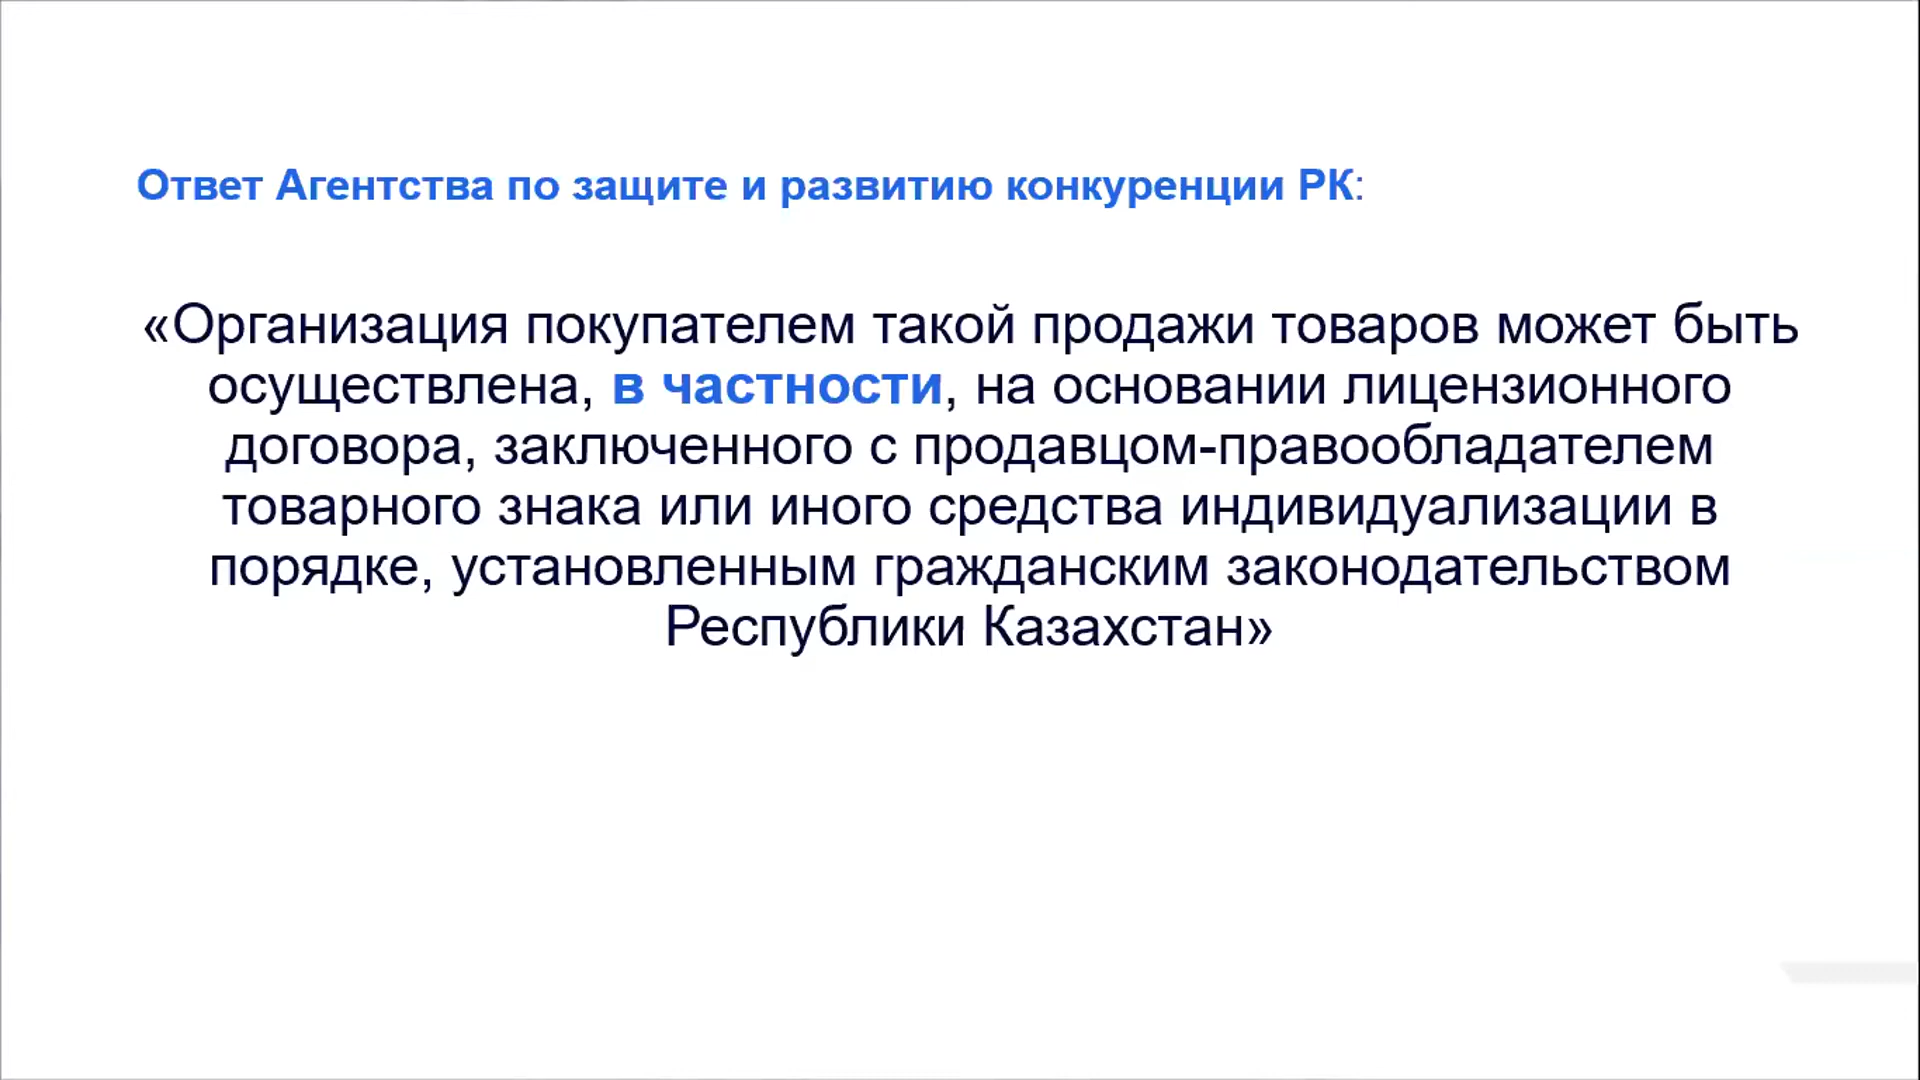 Ответ Агентства по защите и развитию конкуренции РК:
«Организация покупателем такой продажи товаров может быть
осуществлена, в частности, на основании лицензионного
договора, заключенного с продавцом-правообладателем
товарного знака или иного средства индивидуализации в
порядке, установленным гражданским законодательством
Республики Казахстан»